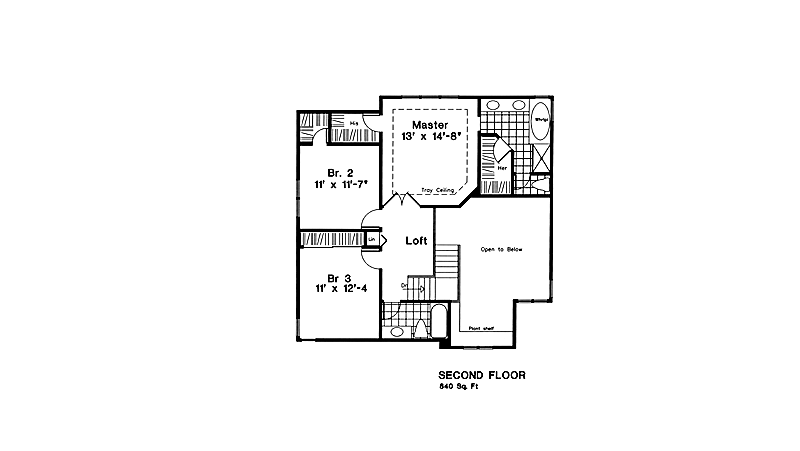 His
Whrlpl
Master
13' x 14'-8"
Her
Br. 2
11' x 11'-7"
Tray Ceiling
Lin
Loft
Open to Below
Br 3
11' x 12'-4
Dn
Plant shelf
SECOND FLOOR
840 Sq. Ft